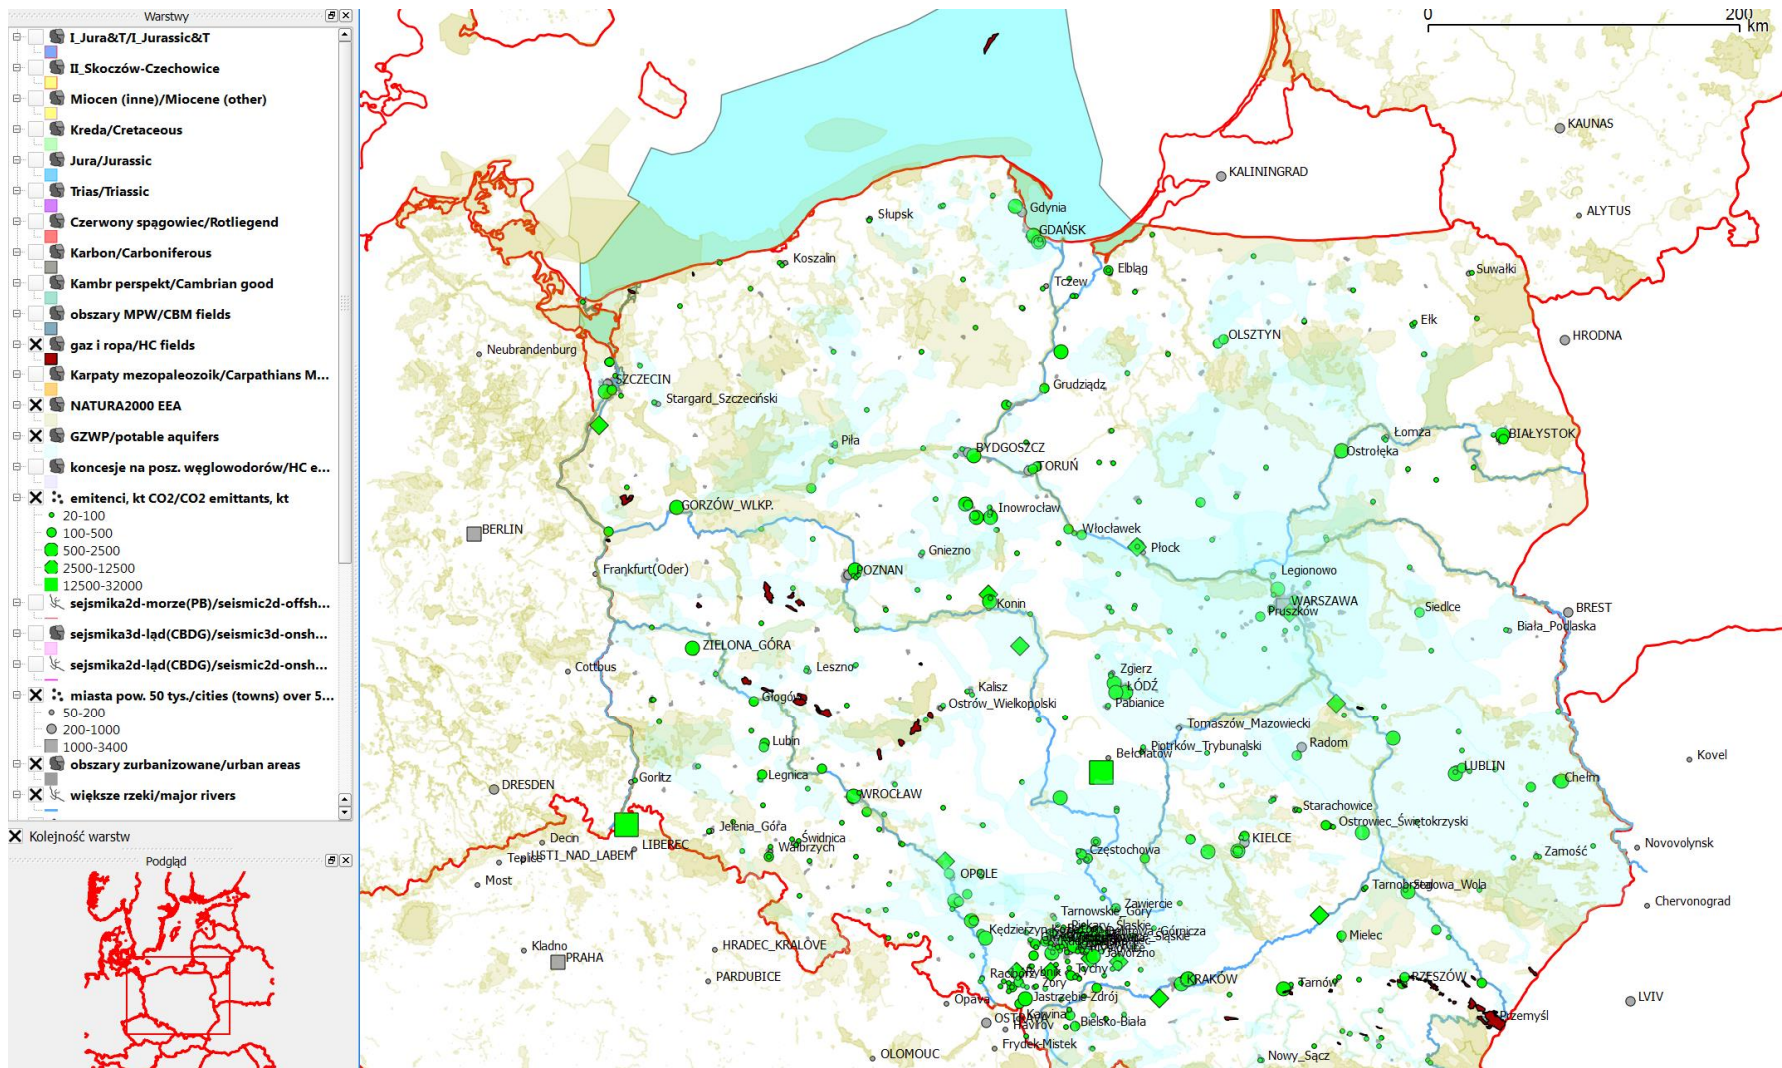 Warstwy
I_Jura&T/I_Jurassic&T
II_Skoczów-Czechowice
Miocen (inne)/Miocene (other)
Kreda/Cretaceous
Jura/Jurassic
Trias/Triassic
Czerwony spągowiec/Rotliegend
Karbon/Carboniferous
Kambr perspekt/Cambrian good
obszary MPW/CBM fields
gaz i ropa/HC fields
Karpaty mezopaleozoik/Carpathians M...
NATURA2000 EEA
GZWP/potable aquifers
koncesje na posz. węglowodorów/HC e...
emitenci, kt CO2/CO2 emittants, kt
20-100
100-500
500-2500
2500-12500
12500-32000
sejsmika2d-morze(PB)/seismic2d-offsh...
sejsmika3d-ląd(CBDG)/seismic3d-onsh...
sejsmika2d-ląd(CBDG)/seismic2d-onsh...
miasta pow. 50 tys./cities (towns) over 5...
50-200
200-1000
1000-3400
obszary zurbanizowane/urban areas
większe rzeki/major rivers
Kolejność warstw
Podgląd
0 200
km
KAUNAS
KALININGRAD
ALYTUS
Gdynia
Słupsk
GDAŃSK
Koszalin
Elbląg
Suwałki
Tczew
Ełk
OLSZTYN
HRODNA
Neubrandenburg
SZCZECIN
Grudziądz
Stargard_Szczeciński
Łomża
BIAŁYSTOK
Piła
BYDGOSZCZ
Ostrołęka
TORUŃ
GORZÓW_WLKP.
Inowrocław
BERLIN
Włocławek
Gniezno
Płock
Frankfurt(Oder)
POZNAN
Legionowo
Konin
WARSZAWA
Pruszków
Siedlce
BREST
Biała_Podlaska
ZIELONA_GÓRA
Cottbus
Leszno
Zgierz
Kalisz
ŁÓDŹ
Głogów
Ostrów_Wielkopolski
Pabianice
Tomaszów_Mazowiecki
Lubin
Bełchatów
Piotrków_Trybunalski
Radom
Kovel
LUBLIN
Gorlitz
Legnica
Chełm
DRESDEN
WROCŁAW
Starachowice
Jelenia_Góra
Ostrowiec_Świętokrzyski
Decin
Świdnica
KIELCE
LIBEREC
Wałbrzych
Częstochowa
Novovolynsk
Teplice
USTI_NAD_LABEM
Zamość
Most
OPOLE
Tarnobrzeg
Stalowa_Wola
Zawiercie
Chervonograd
Tarnowskie_Góry
Piekary_Śląskie
Mielec
Kladno
HRADEC_KRALÔVE
PRAHA
Jaworzno
PARDUBICE
Tychy
KRAKÓW
Tarnów
RZESZÓW
Żory
Opava
Jastrzębie-Zdrój
LVIV
Karvina
Przemyśl
Bielsko-Biała
Havirov
Frydek-Mistek
OLOMOUC
Nowy_Sącz